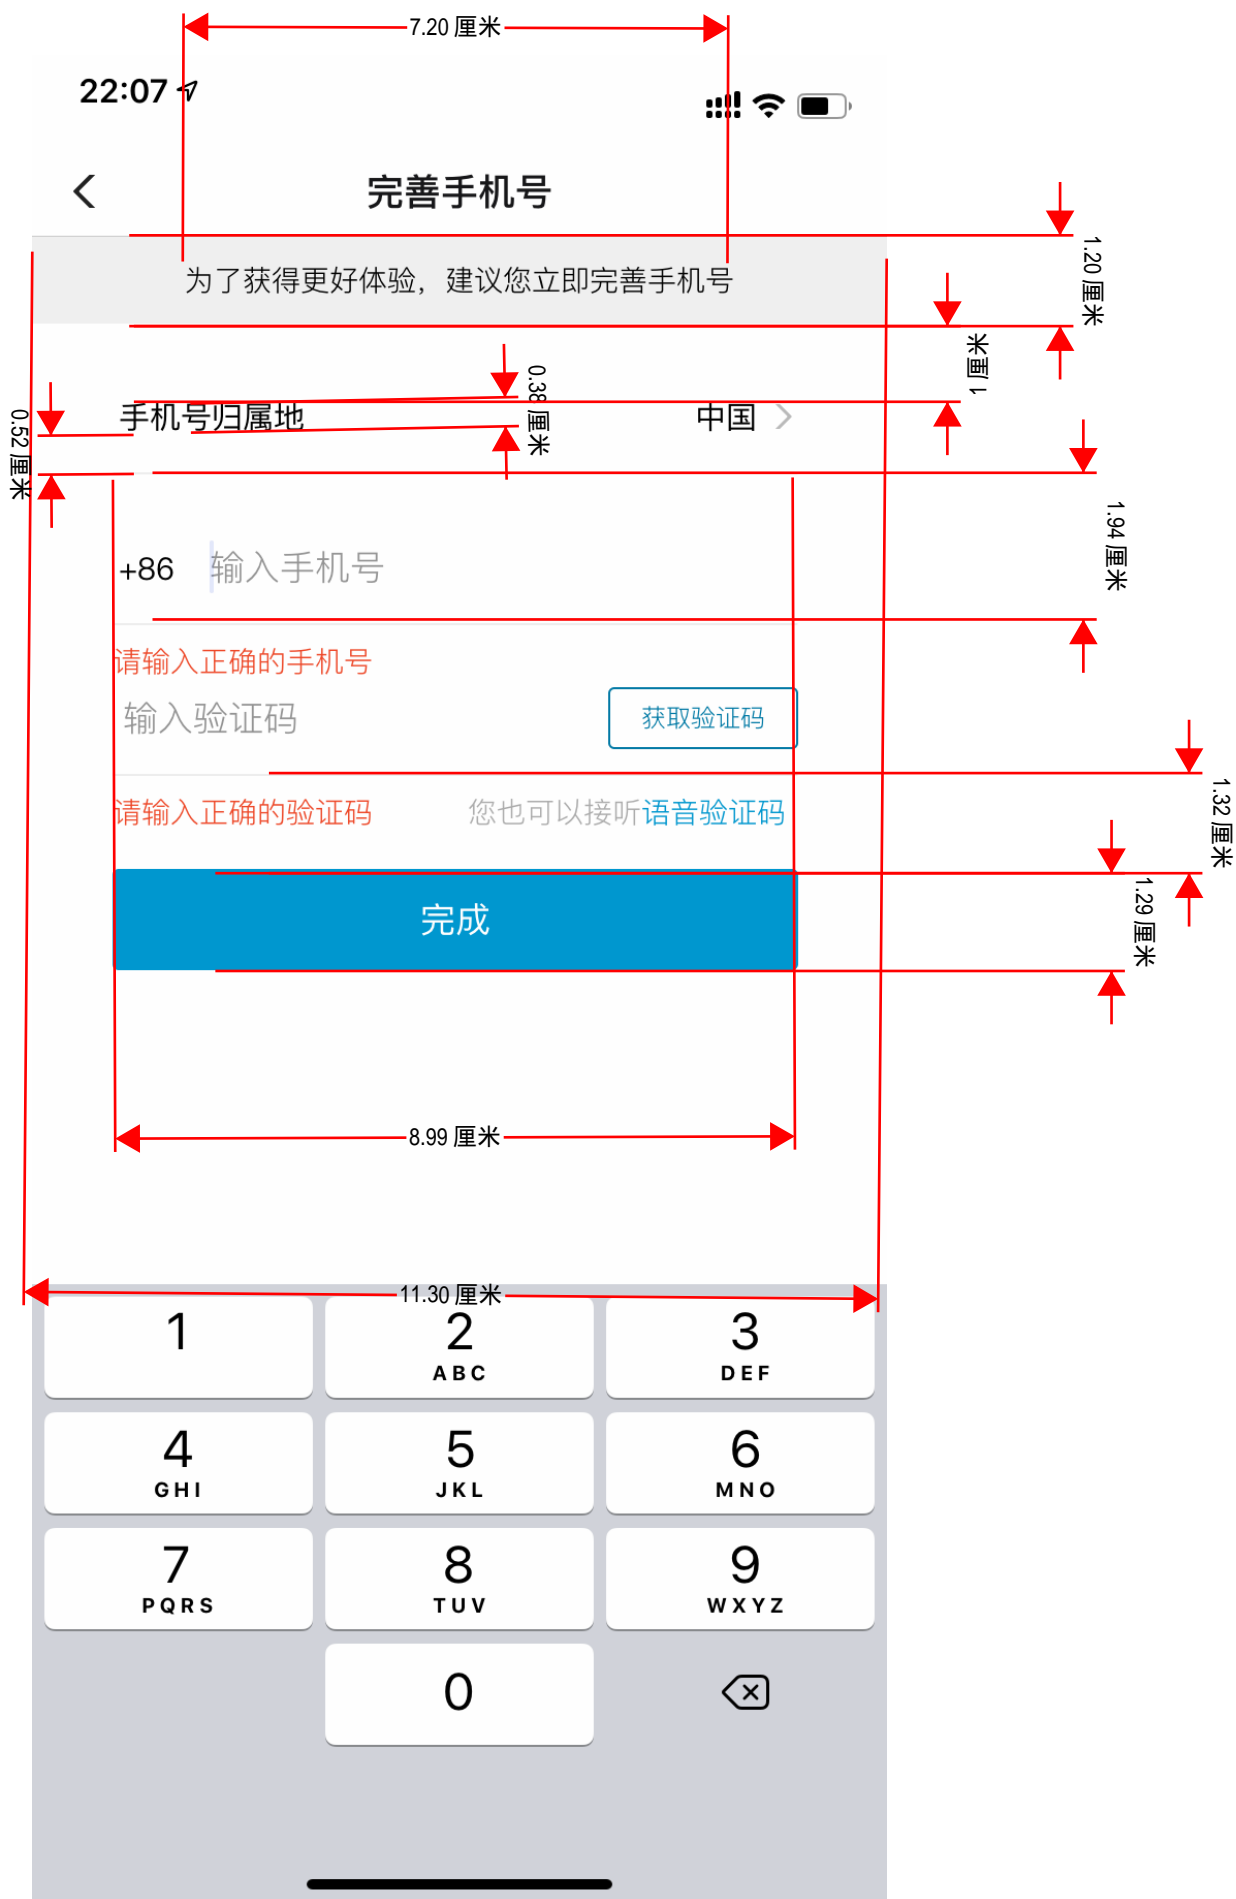 7.20 厘米
22:07
完善手机号
1.20 厘米
为了获得更好体验，建议您立即完善手机号
1 厘米
0.38 厘米
手机号归属地
中国
0.52 厘米
1.94 厘米
+86
输入手机号
请输入正确的手机号
输入验证码
获取验证码
1.32 厘米
请输入正确的验证码
您也可以接听语音验证码
1.29 厘米
完成
8.99 厘米
11.30 厘米
1
2
3
ABC
DEF
4
5
6
GHI
JKL
MNO
7
8
9
PQRS
TUV
WXYZ
0